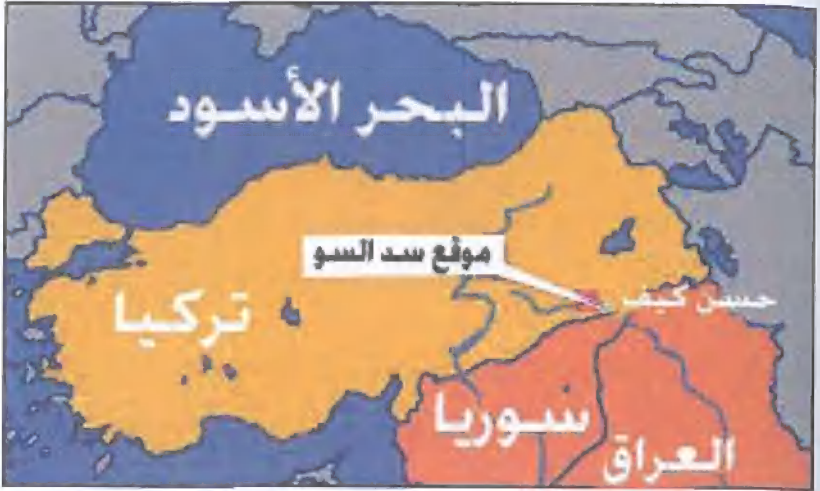 البحر الأسود
موقع سد السو
حسن كيف
تركيا
سوريا
العراق